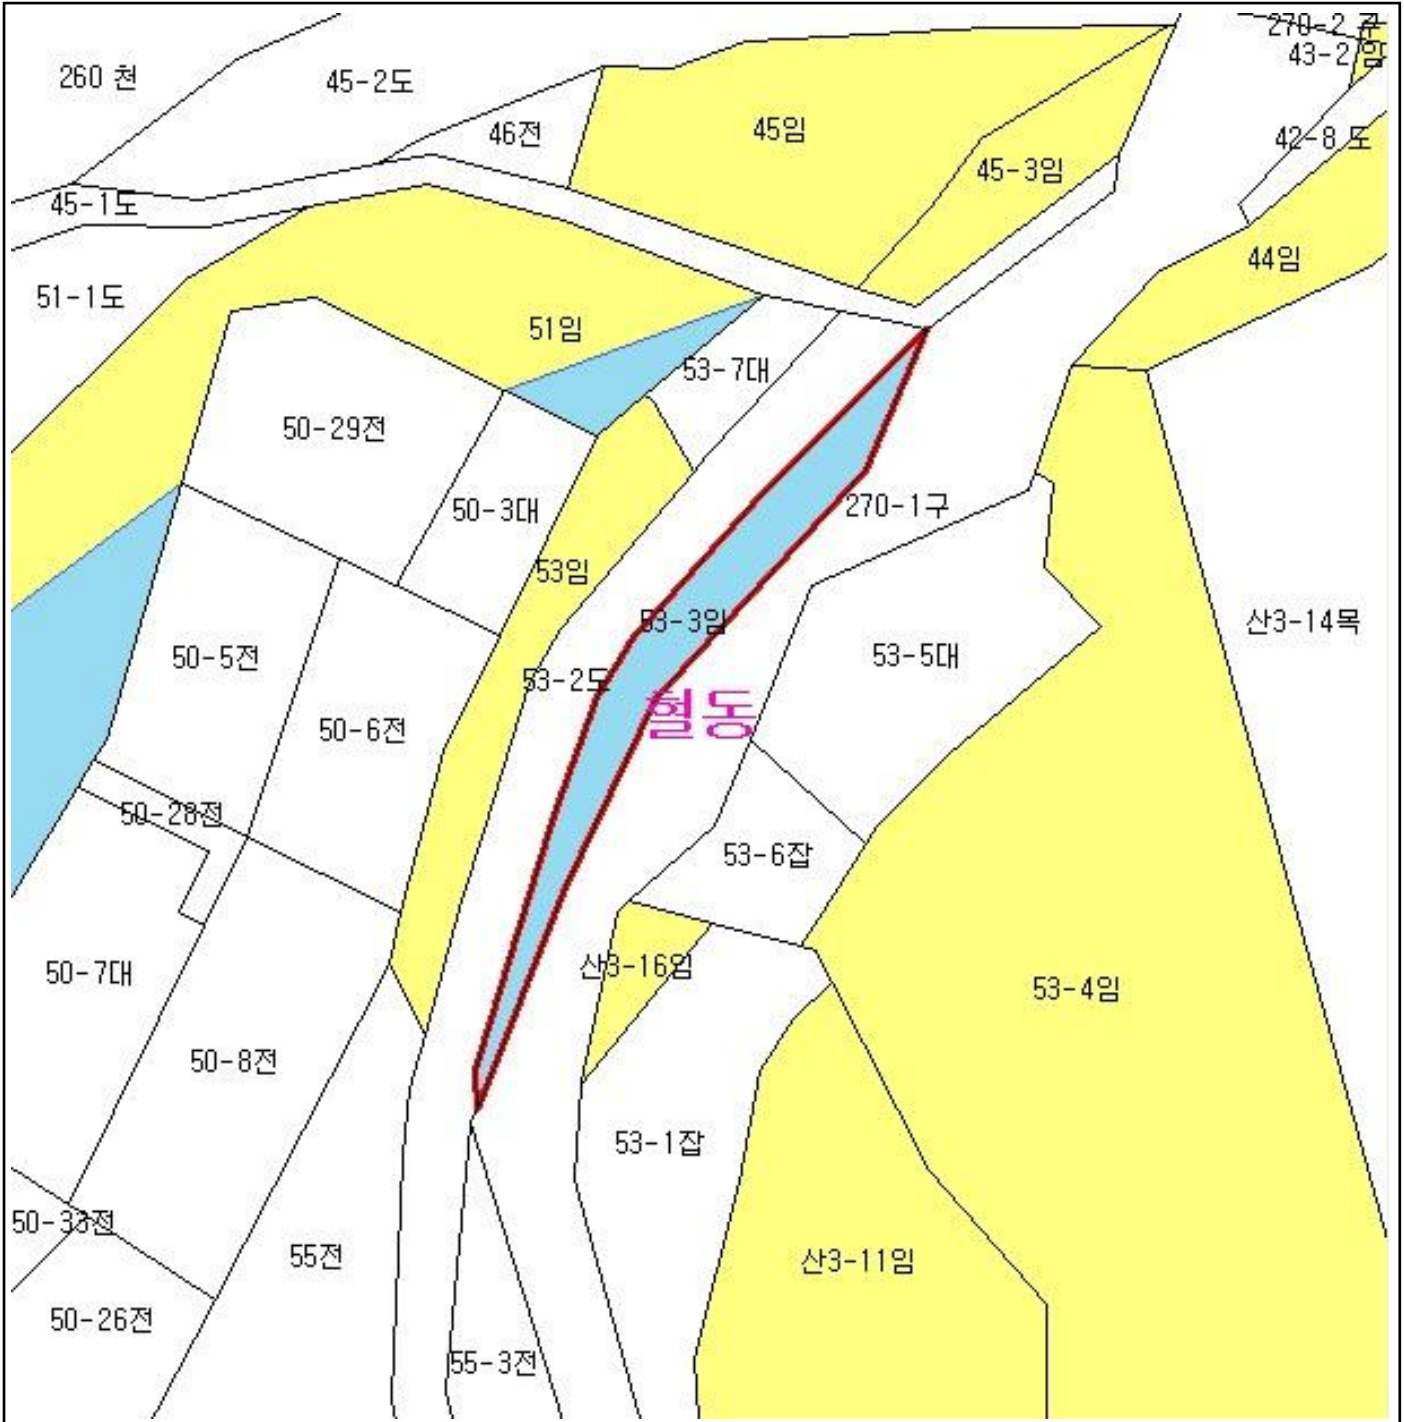 270-2 구
260 천
45-2도
43-2 임
46전
45임
42-8 도
45-3임
45-1도
44임
51-1도
51임
53-7대
50-29전
50-3대
270-1구
53임
53-3임
산3-14목
50-5전
53-5대
53-2도
혈동
50-6전
50-28전
53-6잡
50-7대
산3-16임
53-4임
50-8전
53-1잡
50-33전
55전
산3-11임
50-26전
55-3전